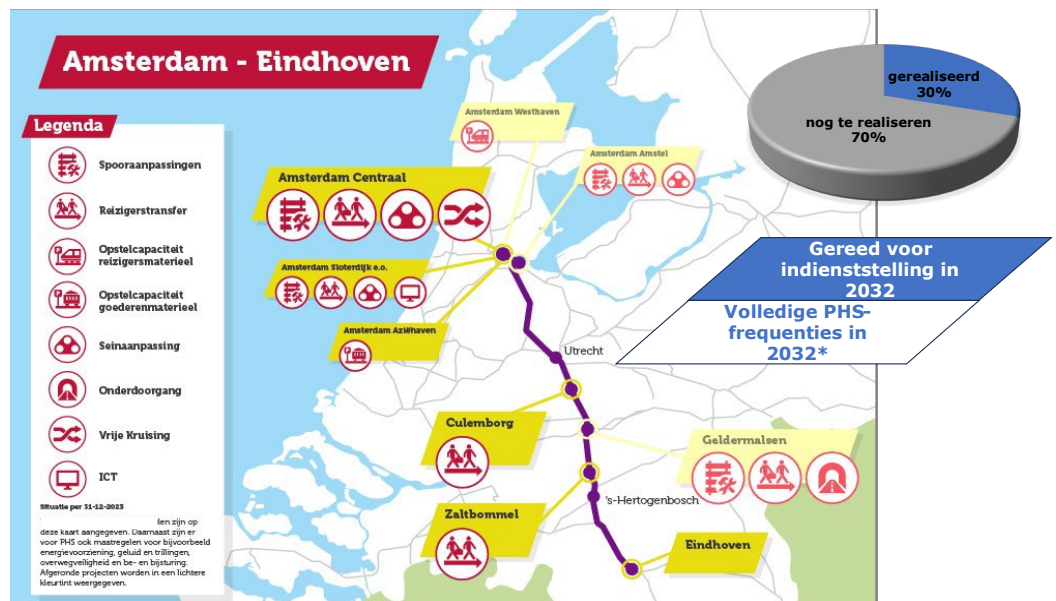 Amsterdam - Eindhoven
Legenda
Spooraanpassingen
Reizigerstransfer
Opstelcapaciteit
reizigersmaterieel
Opstelcapaciteit
goederenmaterieel
Seinaanpassing
Onderdoorgang
Vrije Kruising
ICT
Situatie per 31-12-2023
zijn op
deze kaart aangegeven. Daarnaast zijn er
voor PHS ook maatregelen voor bijvoorbeeld
energievoorziening, geluid en trillingen,
overwegveiligheid en be- en bijsturing.
Afgeronde projecten worden in een lichtere
kleurtint weergegeven.
Amsterdam Westhaven
Amsterdam Amstel
Amsterdam Centraal
Amsterdam Sloterdijk e.o.
Amsterdam Aziëhaven
Utrecht
Culemborg
Geldermalsen
's-Hertogenbosch
Zaltbommel
Eindhoven
gerealiseerd
30%
nog te realiseren
70%
Gereed voor
indienststelling in
2032
Volledige PHS-
frequenties in
2032*